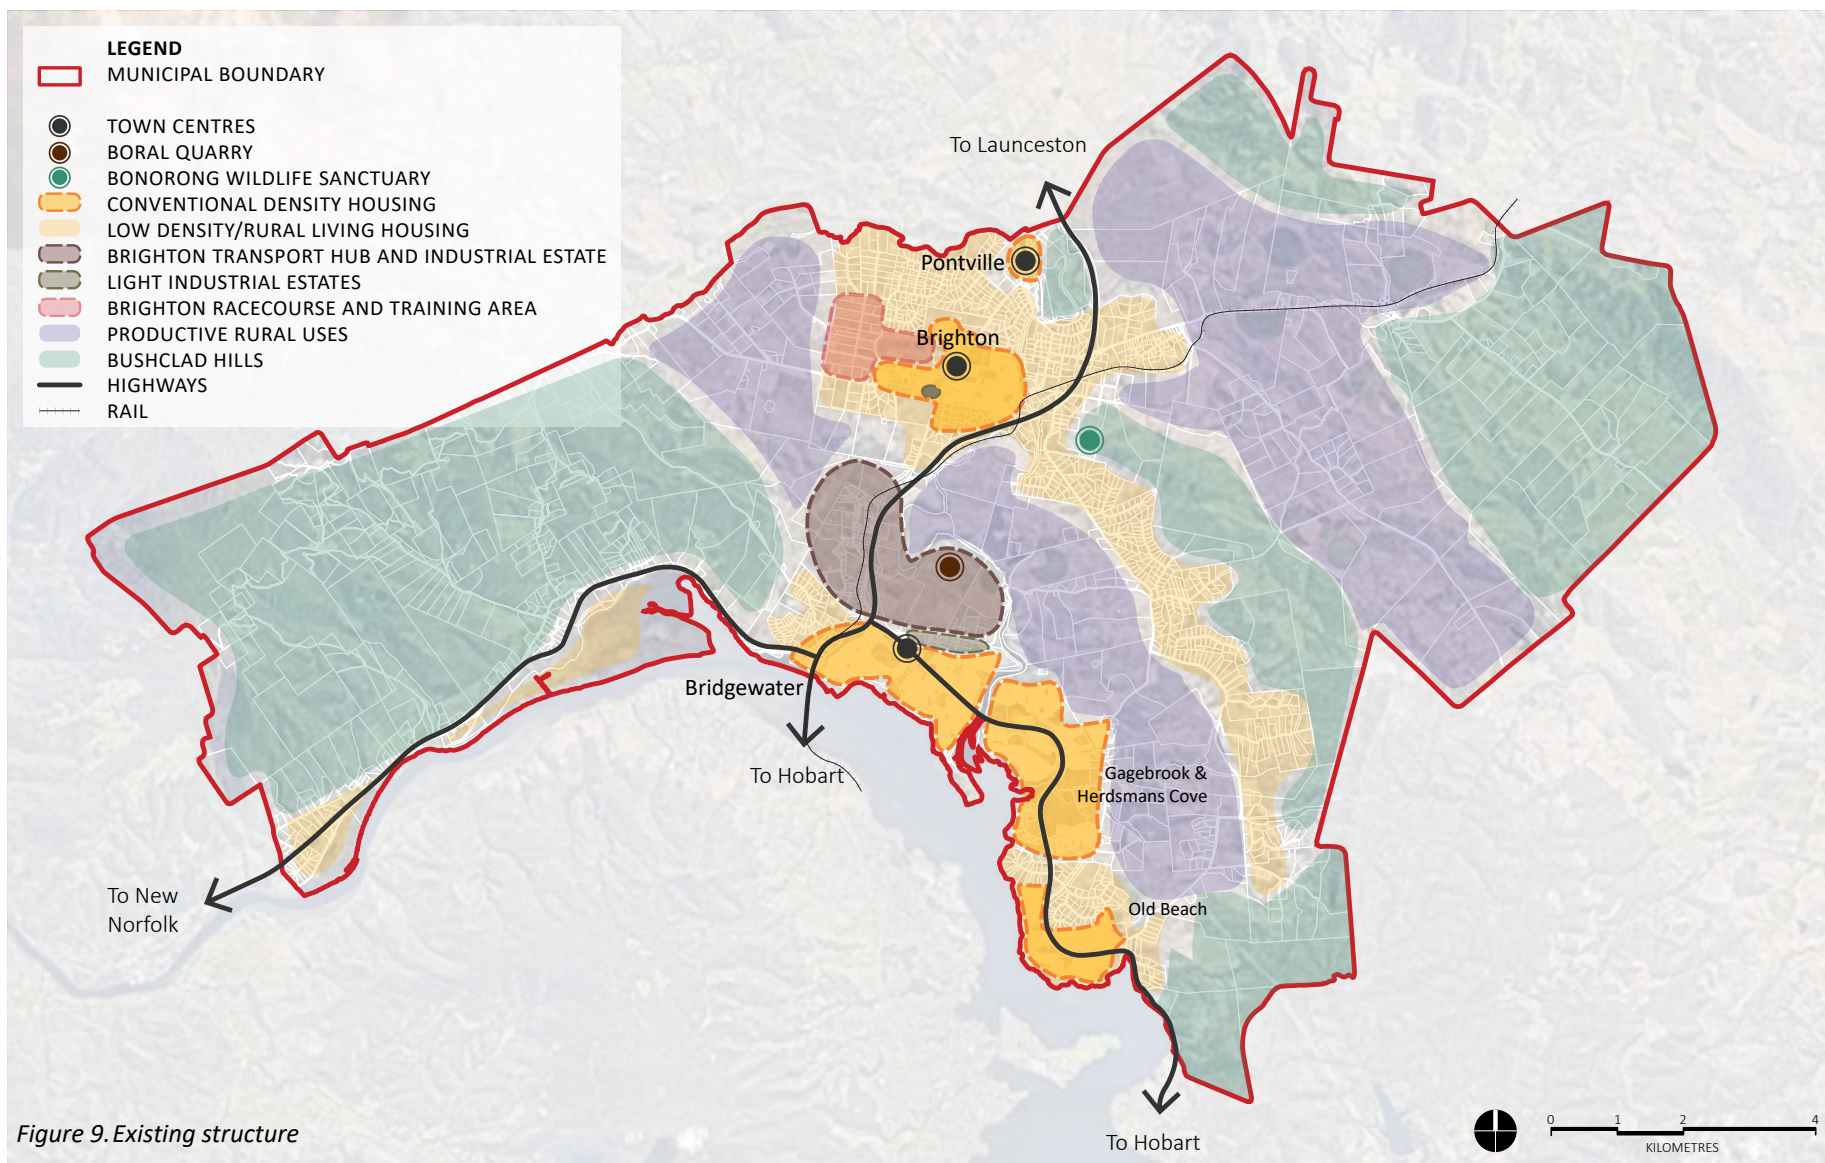 LEGEND
MUNICIPAL BOUNDARY
TOWN CENTRES
BORAL QUARRY
BONORONG WILDLIFE SANCTUARY
CONVENTIONAL DENSITY HOUSING
LOW DENSITY/RURAL LIVING HOUSING
BRIGHTON TRANSPORT HUB AND INDUSTRIAL ESTATE
LIGHT INDUSTRIAL ESTATES
BRIGHTON RACECOURSE AND TRAINING AREA
PRODUCTIVE RURAL USES
BUSHCLAD HILLS
HIGHWAYS
RAIL
To Launceston
Pontville
Brighton
Bridgewater
To Hobart
Gagebrook &
Herdsmans Cove
To New
Norfolk
Old Beach
To Hobart
Figure 9. Existing structure
0 1 2 4
KILOMETRES